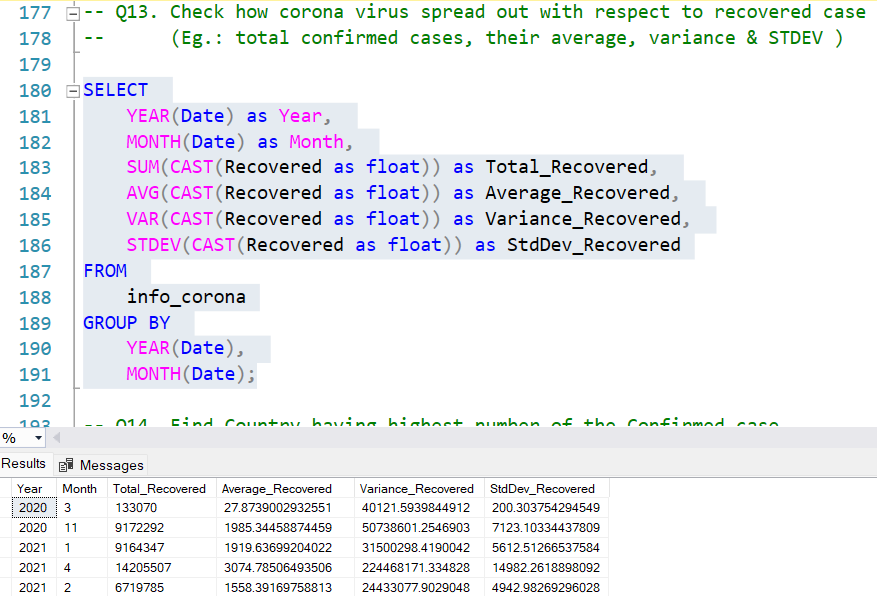 177 -- Q13. Check how corona virus spread out with respect to recovered case
178 -- (Eg.: total confirmed cases, their average, variance & STDEV )
179
180 SELECT
181 YEAR(Date) as Year,
182 MONTH(Date) as Month,
183 SUM(CAST(Recovered as float)) as Total_Recovered,
184 AVG(CAST(Recovered as float)) as Average_Recovered,
185 VAR(CAST(Recovered as float)) as Variance_Recovered,
186 STDEV(CAST(Recovered as float)) as StdDev_Recovered
187 FROM
188 info_corona
189 GROUP BY
190 YEAR(Date),
191 MONTH(Date);
192
193 -- Q14. Find Country having highest number of the Confirmed case
%
Results Messages
Year Month Total_Recovered Average_Recovered Variance_Recovered StdDev_Recovered
2020 3 133070 27.8739002932551 40121.5939844912 200.303754294549
2020 11 9172292 1985.34458874459 50738601.2546903 7123.10334437809
2021 1 9164347 1919.63699204022 31500298.4190042 5612.51266537584
2021 4 14205507 3074.78506493506 224468171.334828 14982.2618898092
2021 2 6719785 1558.39169758813 24433077.9029048 4942.98269296028